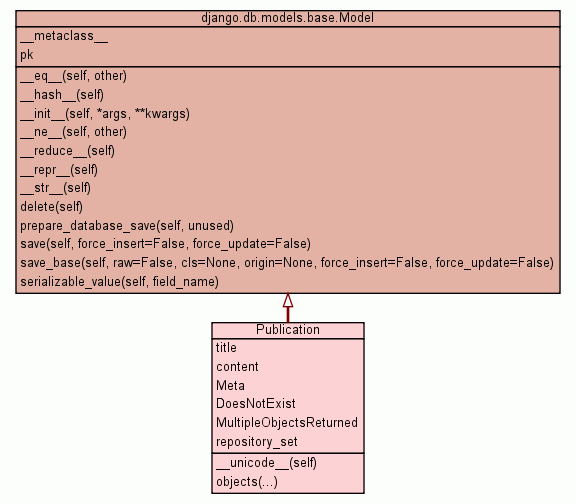 django.db.models.base.Model
__metaclass__
pk
__eq__(self, other)
__hash__(self)
__init__(self, *args, **kwargs)
__ne__(self, other)
__reduce__(self)
__repr__(self)
__str__(self)
delete(self)
prepare_database_save(self, unused)
save(self, force_insert=False, force_update=False)
save_base(self, raw=False, cls=None, origin=None, force_insert=False, force_update=False)
serializable_value(self, field_name)
Publication
title
content
Meta
DoesNotExist
MultipleObjectsReturned
repository_set
__unicode__(self)
objects(...)